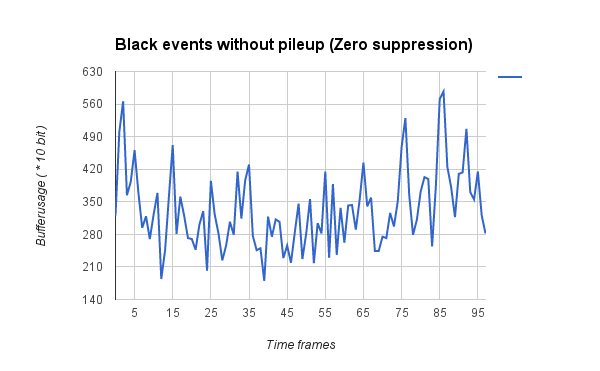 Black events without pileup (Zero suppression)
630
560
490
420
350
280
210
140
Bufferusage ( * 10 bit )
5 15 25 35 45 55 65 75 85 95
Time frames